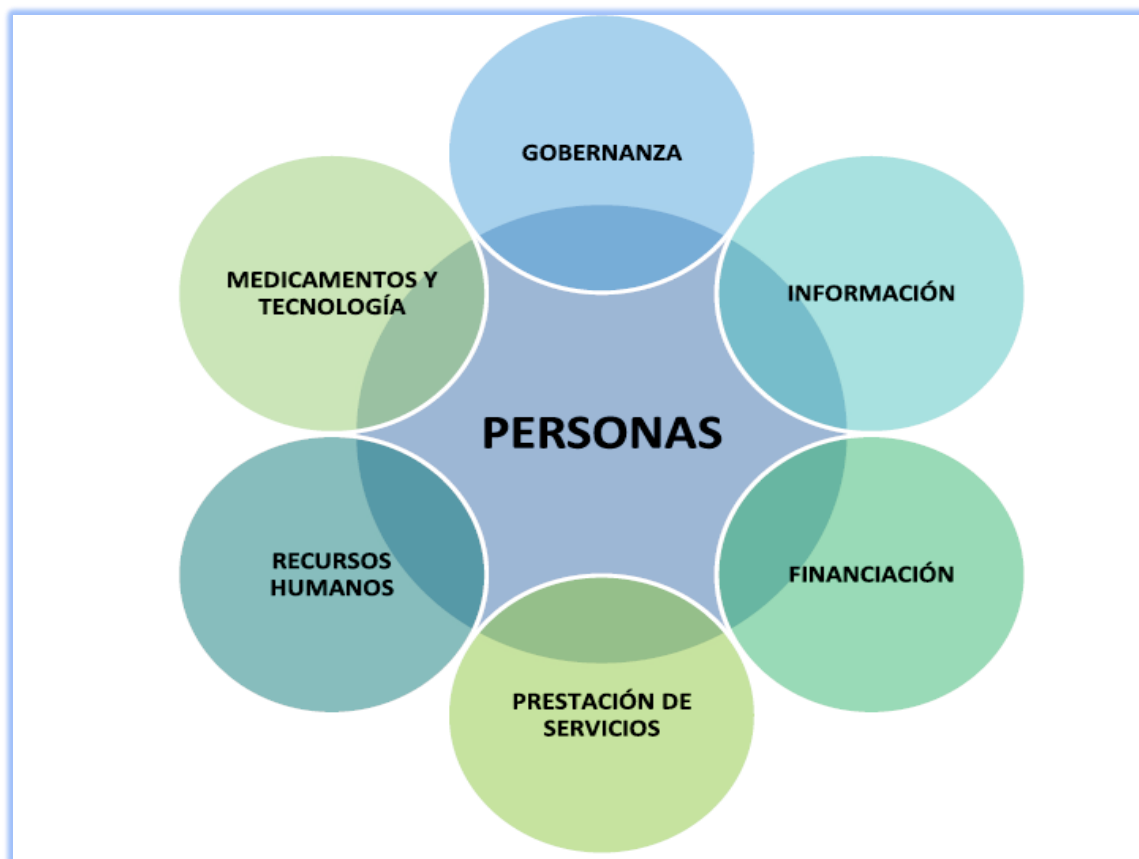 GOBERNANZA
MEDICAMENTOS Y
TECNOLOGÍA
INFORMACIÓN
PERSONAS
RECURSOS
HUMANOS
FINANCIACIÓN
PRESTACIÓN DE
SERVICIOS